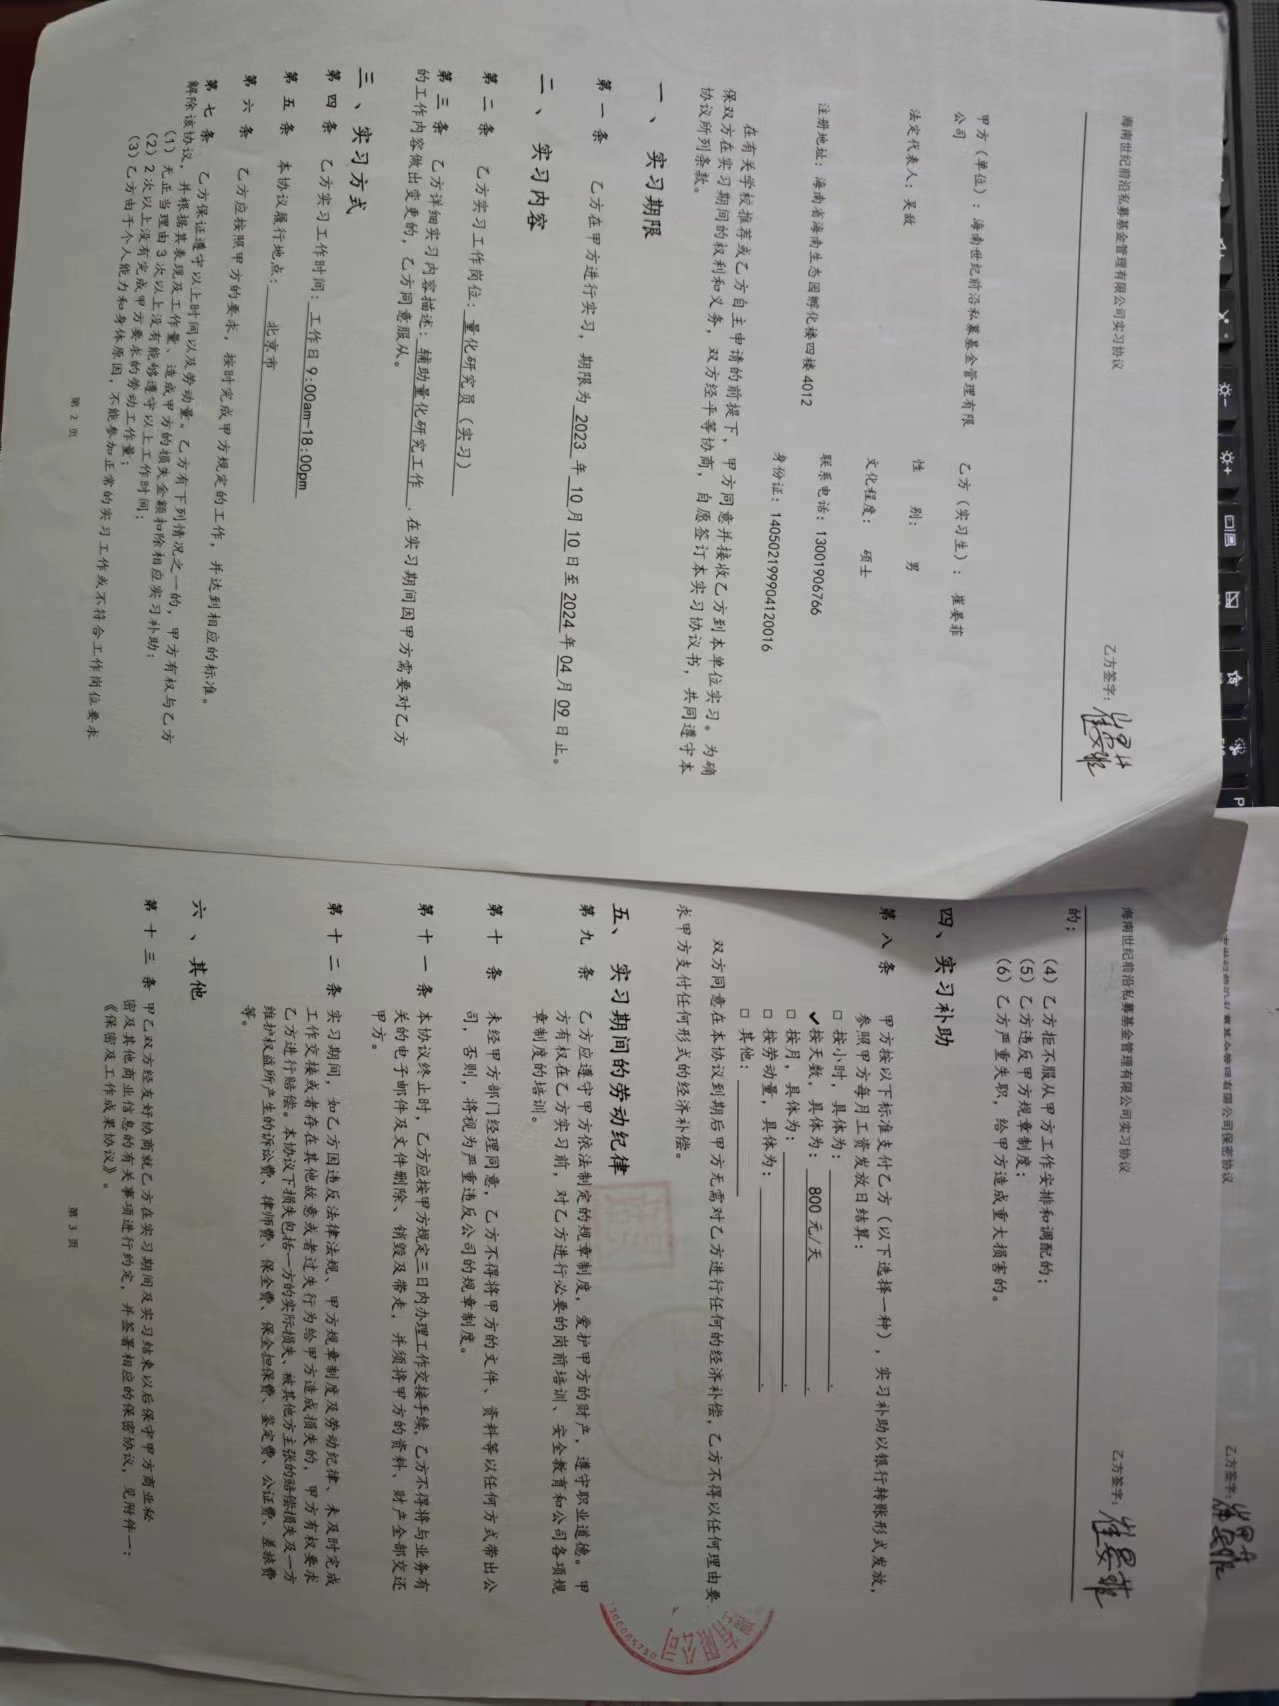 海南世纪前沿私募基金管理有限公司实习协议
乙方签字：崔晏菲
甲方（单位）：海南世纪前沿私募基金管理有限
公司
乙方（实习生）：崔晏菲
法定代表人：吴敌
性 别： 男
文化程度： 硕士
注册地址：海南省海南生态园孵化楼四楼 4012
联系电话：13001906766
身份证：140502199904120016
在有关学校推荐或乙方自主申请的前提下，甲方同意并接收乙方到本单位实习。为确
保双方在实习期间的权利和义务，双方经平等协商，自愿签订本实习协议书，共同遵守本
协议所列条款。
一、 实习期限
第 一 条 乙方在甲方进行实习，期限为 2023 年 10 月 10 日至 2024 年 04 月 09 日止。
二、 实习内容
第 二 条 乙方实习工作岗位：量化研究员（实习）
第 三 条 乙方详细实习内容描述：辅助量化研究工作 . 在实习期间因甲方需要对乙方
的工作内容做出变更的，乙方同意服从。
三 、实习方式
第 四 条 乙方实习工作时间：工作日 9:00am-18:00pm
第 五 条 本协议履行地点： 北京市
第 六 条 乙方应按照甲方的要求，按时完成甲方规定的工作，并达到相应的标准。
第 七 条 乙方保证遵守以上时间以及劳动量。乙方有下列情况之一的，甲方有权与乙方
解除该协议，并根据其表现及工作量、造成甲方的损失金额扣除相应实习补助：
（1）无正当理由 3 次以上没有能够遵守以上工作时间；
（2）2 次以上没有完成甲方要求的劳动工作量；
（3）乙方由于个人能力和身体原因，不能参加正常的实习工作或不符合工作岗位要求
第 2 页
有限公司保密协议
乙方签字：崔晏菲
海南世纪前沿私募基金管理有限公司实习协议
乙方签字：崔晏菲
的；
（4）乙方拒不服从甲方工作安排和调配的；
（5）乙方违反甲方规章制度；
（6）乙方严重失职，给甲方造成重大损害的。
四、实习补助
第 八 条 甲方按以下标准支付乙方（以下选择一种），实习补助以银行转账形式发放，
参照甲方每月工资发放日结算：
□ 按小时，具体为：
✔按天数，具体为： 800 元/天
□ 按月，具体为：
□ 按劳动量，具体为：
□ 其他：
双方同意在本协议到期后甲方无需对乙方进行任何的经济补偿，乙方不得以任何理由要
求甲方支付任何形式的经济补偿。
五、 实习期间的劳动纪律
第 九 条 乙方应遵守甲方依法制定的规章制度，爱护甲方的财产，遵守职业道德。甲
方有权在乙方实习前，对乙方进行必要的岗前培训、安全教育和公司各项规
章制度的培训。
第 十 条 未经甲方部门经理同意，乙方不得将甲方的文件、资料等以任何方式带出公
司，否则，将视为严重违反公司的规章制度。
第 十 一 条 本协议终止时，乙方应按甲方规定三日内办理工作交接手续，乙方不得将与业务有
关的电子邮件及文件删除、销毁及带走，并须将甲方的资料、财产全部交还
甲方。
第 十 二 条 实习期间，如乙方因违反法律法规、甲方规章制度及劳动纪律、未及时完成
工作交接或者存在其他故意或者过失行为给甲方造成损失的，甲方有权要求
乙方进行赔偿。本协议下损失包括一方的实际损失、被其他方主张的赔偿损失及一方
维护权益所产生的诉讼费、律师费、保全费、保全担保费、鉴定费、公证费、差旅费
等。
六 、其他
第 十 三 条 甲乙双方经友好协商就乙方在实习期间及实习结束以后保守甲方商业秘
密及其他商业信息的有关事项进行约定，并签署相应的保密协议，见附件一：
《保密及工作成果协议》。
第 3 页
有限公司